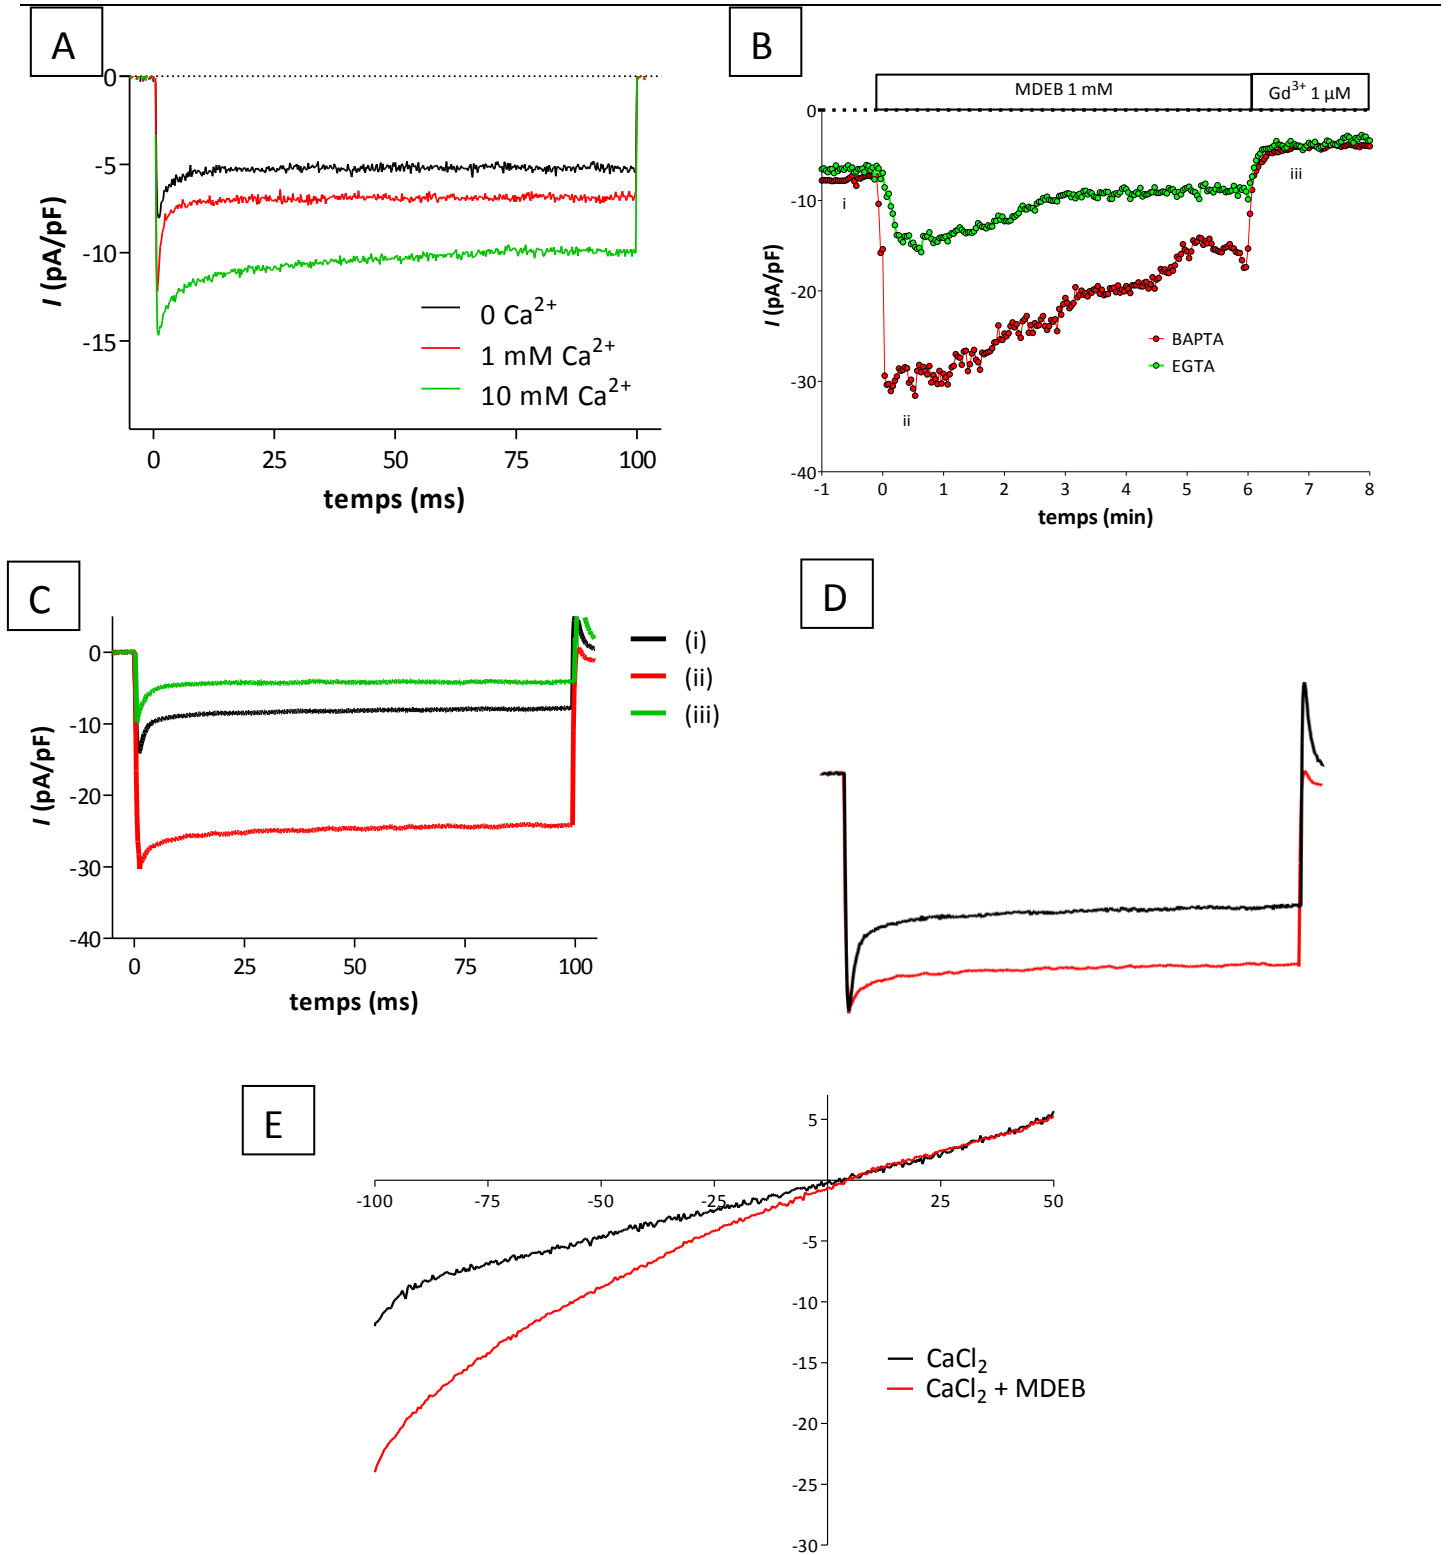 A
0
-5
-10
-15
I (pA/pF)
0 Ca2+
1 mM Ca2+
10 mM Ca2+
0 25 50 75 100
temps (ms)
B
MDEB 1 mM
Gd3+ 1 µM
0
-10
-20
-30
-40
I (pA/pF)
i
ii
iii
BAPTA
EGTA
-1 0 1 2 3 4 5 6 7 8
temps (min)
C
0
-10
-20
-30
-40
I (pA/pF)
(i)
(ii)
(iii)
0 25 50 75 100
temps (ms)
D
E
5
-100 -75 -50 -25 25 50
-5
-10
-15
-20
-25
-30
CaCl2
CaCl2 + MDEB